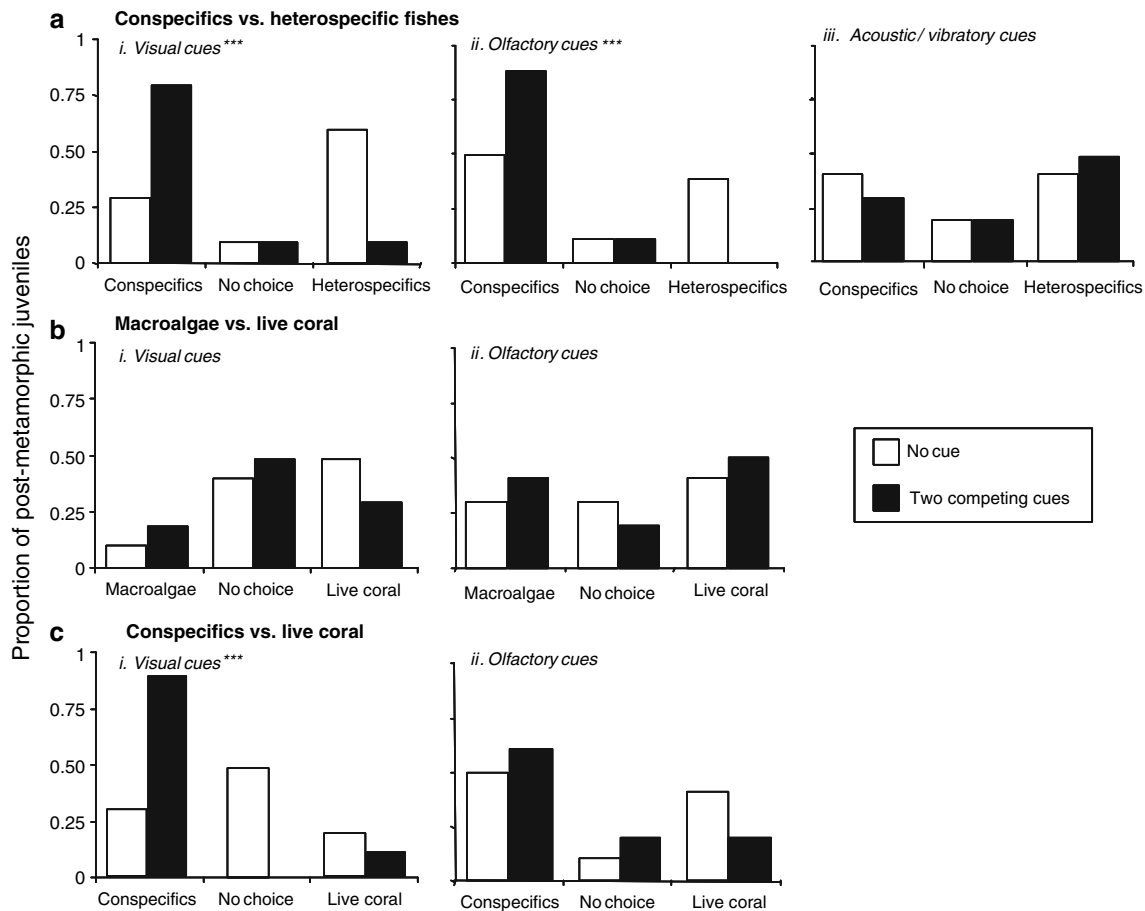 a Conspecifics vs. heterospecific fishes
i. Visual cues ***
ii. Olfactory cues ***
iii. Acoustic / vibratory cues
1
0.75
0.50
0.25
0
Conspecifics No choice Heterospecifics
Conspecifics No choice Heterospecifics
Conspecifics No choice Heterospecifics
Proportion of post-metamorphic juveniles
b Macroalgae vs. live coral
i. Visual cues
ii. Olfactory cues
1
0.75
0.50
0.25
0
Macroalgae No choice Live coral
Macroalgae No choice Live coral
No cue
Two competing cues
c Conspecifics vs. live coral
i. Visual cues ***
ii. Olfactory cues
1
0.75
0.50
0.25
0
Conspecifics No choice Live coral
Conspecifics No choice Live coral